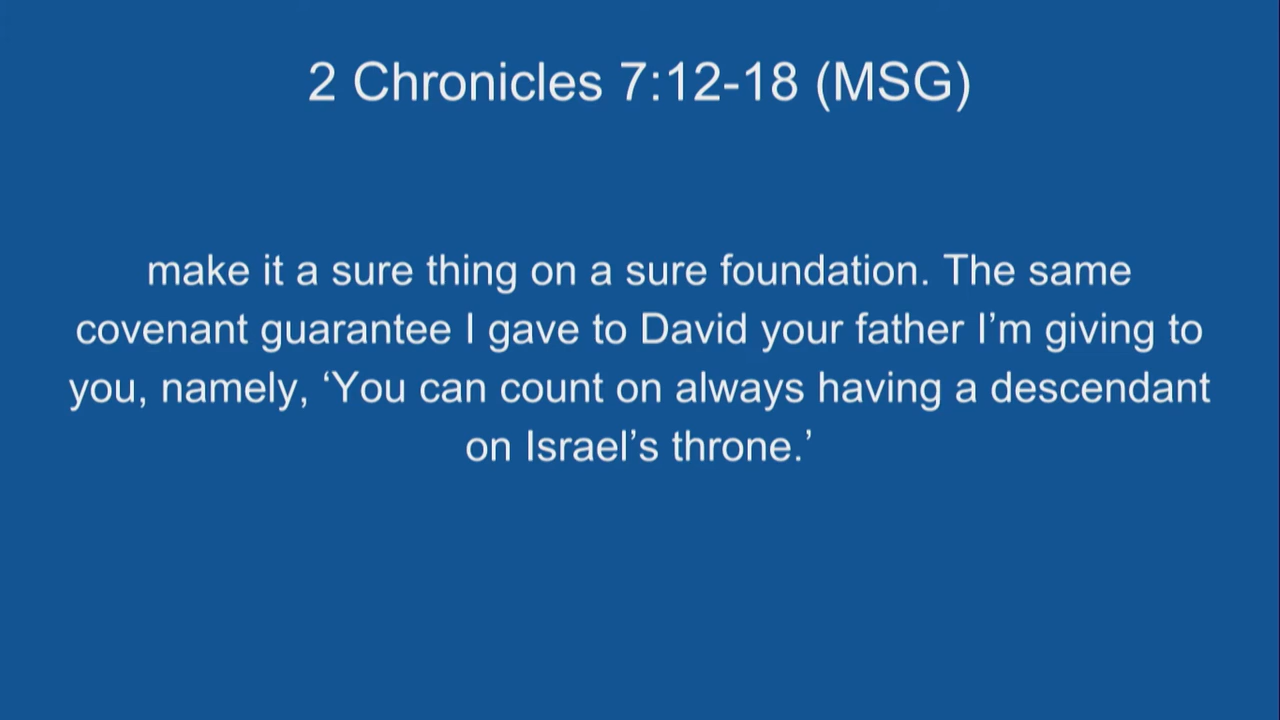 2 Chronicles 7:12-18 (MSG)
make it a sure thing on a sure foundation. The same
covenant guarantee I gave to David your father I’m giving to
you, namely, ‘You can count on always having a descendant
on Israel’s throne.’